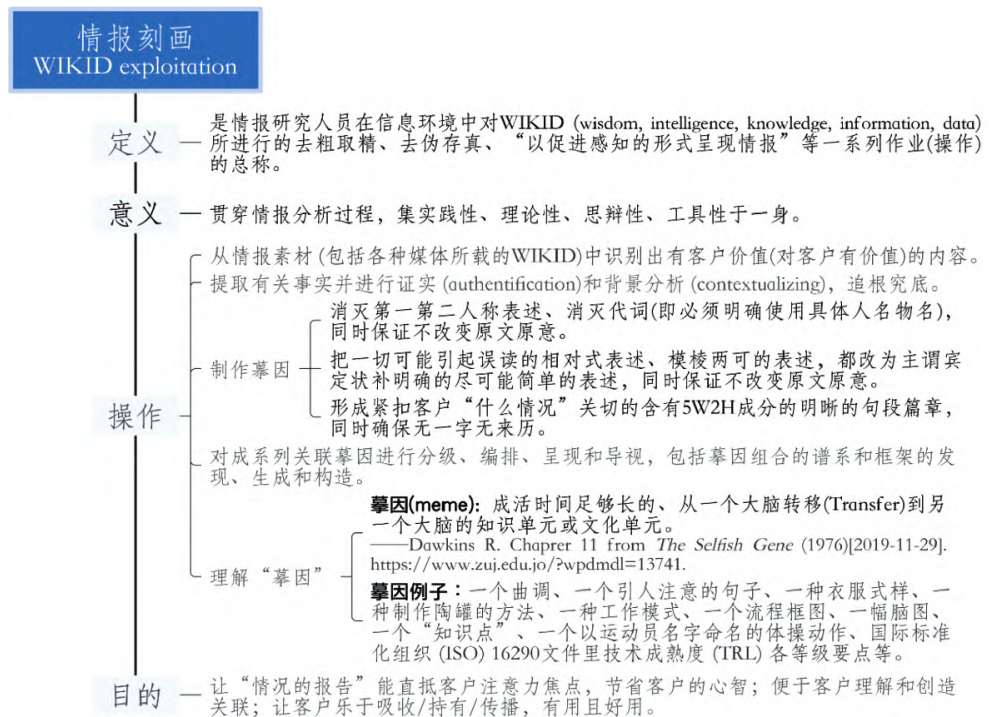 情报刻画
WIKID exploitation
定义
是情报研究人员在信息环境中对WIKID (wisdom, intelligence, knowledge, information, data)
所进行的去粗取精、去伪存真、“以促进感知的形式呈现情报”等一系列作业(操作)
的总称。
意义
贯穿情报分析过程，集实践性、理论性、思辩性、工具性于一身。
操作
从情报素材(包括各种媒体所载的WIKID)中识别出有客户价值(对客户有价值)的内容。
提取有关事实并进行证实 (authentification)和背景分析 (contextualizing)，追根究底。
制作摹因
消灭第一第二人称表述、消灭代词(即必须明确使用具体人名物名)，
同时保证不改变原文原意。
把一切可能引起误读的相对式表述、模棱两可的表述，都改为主谓宾
定状补明确的尽可能简单的表述，同时保证不改变原文原意。
形成紧扣客户“什么情况”关切的含有5W2H成分的明晰的句段篇章，
同时确保无一字无来历。
对成系列关联摹因进行分级、编排、呈现和导视，包括摹因组合的谱系和框架的发
现、生成和构造。
理解“摹因”
摹因(meme): 成活时间足够长的、从一个大脑转移(Transfer)到另
一个大脑的知识单元或文化单元。
——Dawkins R. Chaprer 11 from The Selfish Gene (1976)[2019-11-29].
https://www.zuj.edu.jo/?wpdmdl=13741.
摹因例子：一个曲调、一个引人注意的句子、一种衣服式样、一
种制作陶罐的方法、一种工作模式、一个流程框图、一幅脑图、
一个“知识点”、一个以运动员名字命名的体操动作、国际标准
化组织 (ISO) 16290文件里技术成熟度 (TRL) 各等级要点等。
目的
让“情况的报告”能直抵客户注意力焦点，节省客户的心智；便于客户理解和创造
关联；让客户乐于吸收/持有/传播，有用且好用。